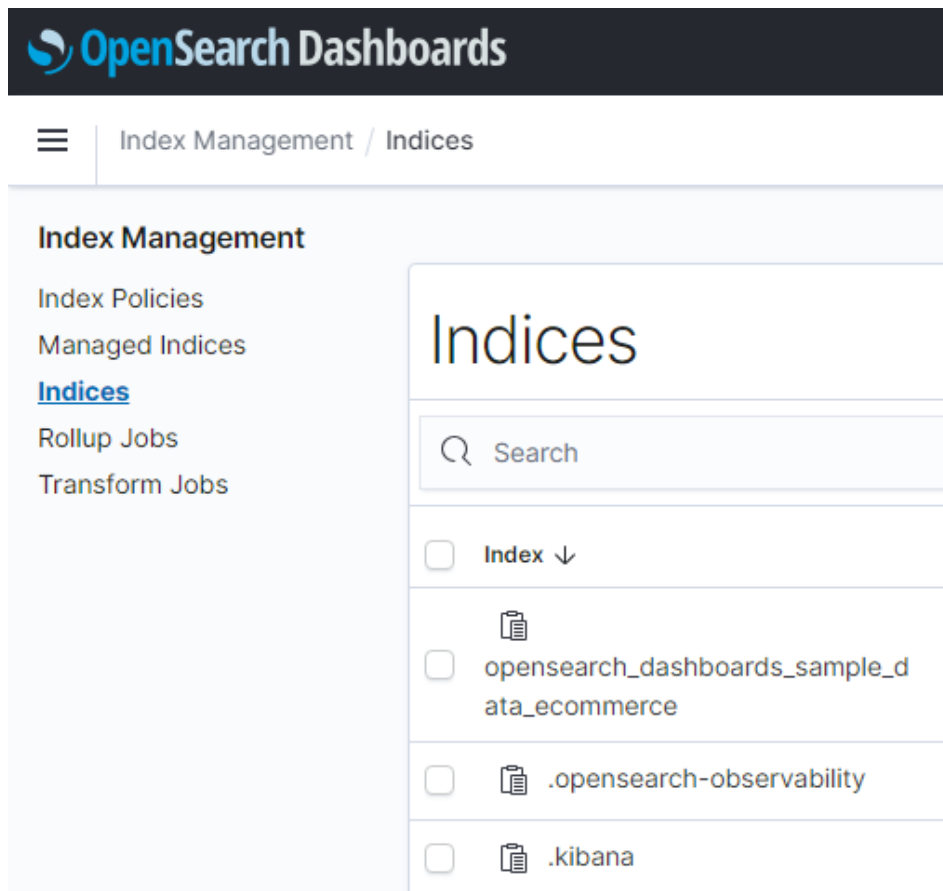 OpenSearch Dashboards
Index Management / Indices
Index Management
Index Policies
Managed Indices
Indices
Rollup Jobs
Transform Jobs
Indices
Search
Index
opensearch_dashboards_sample_d
ata_ecommerce
.opensearch-observability
.kibana